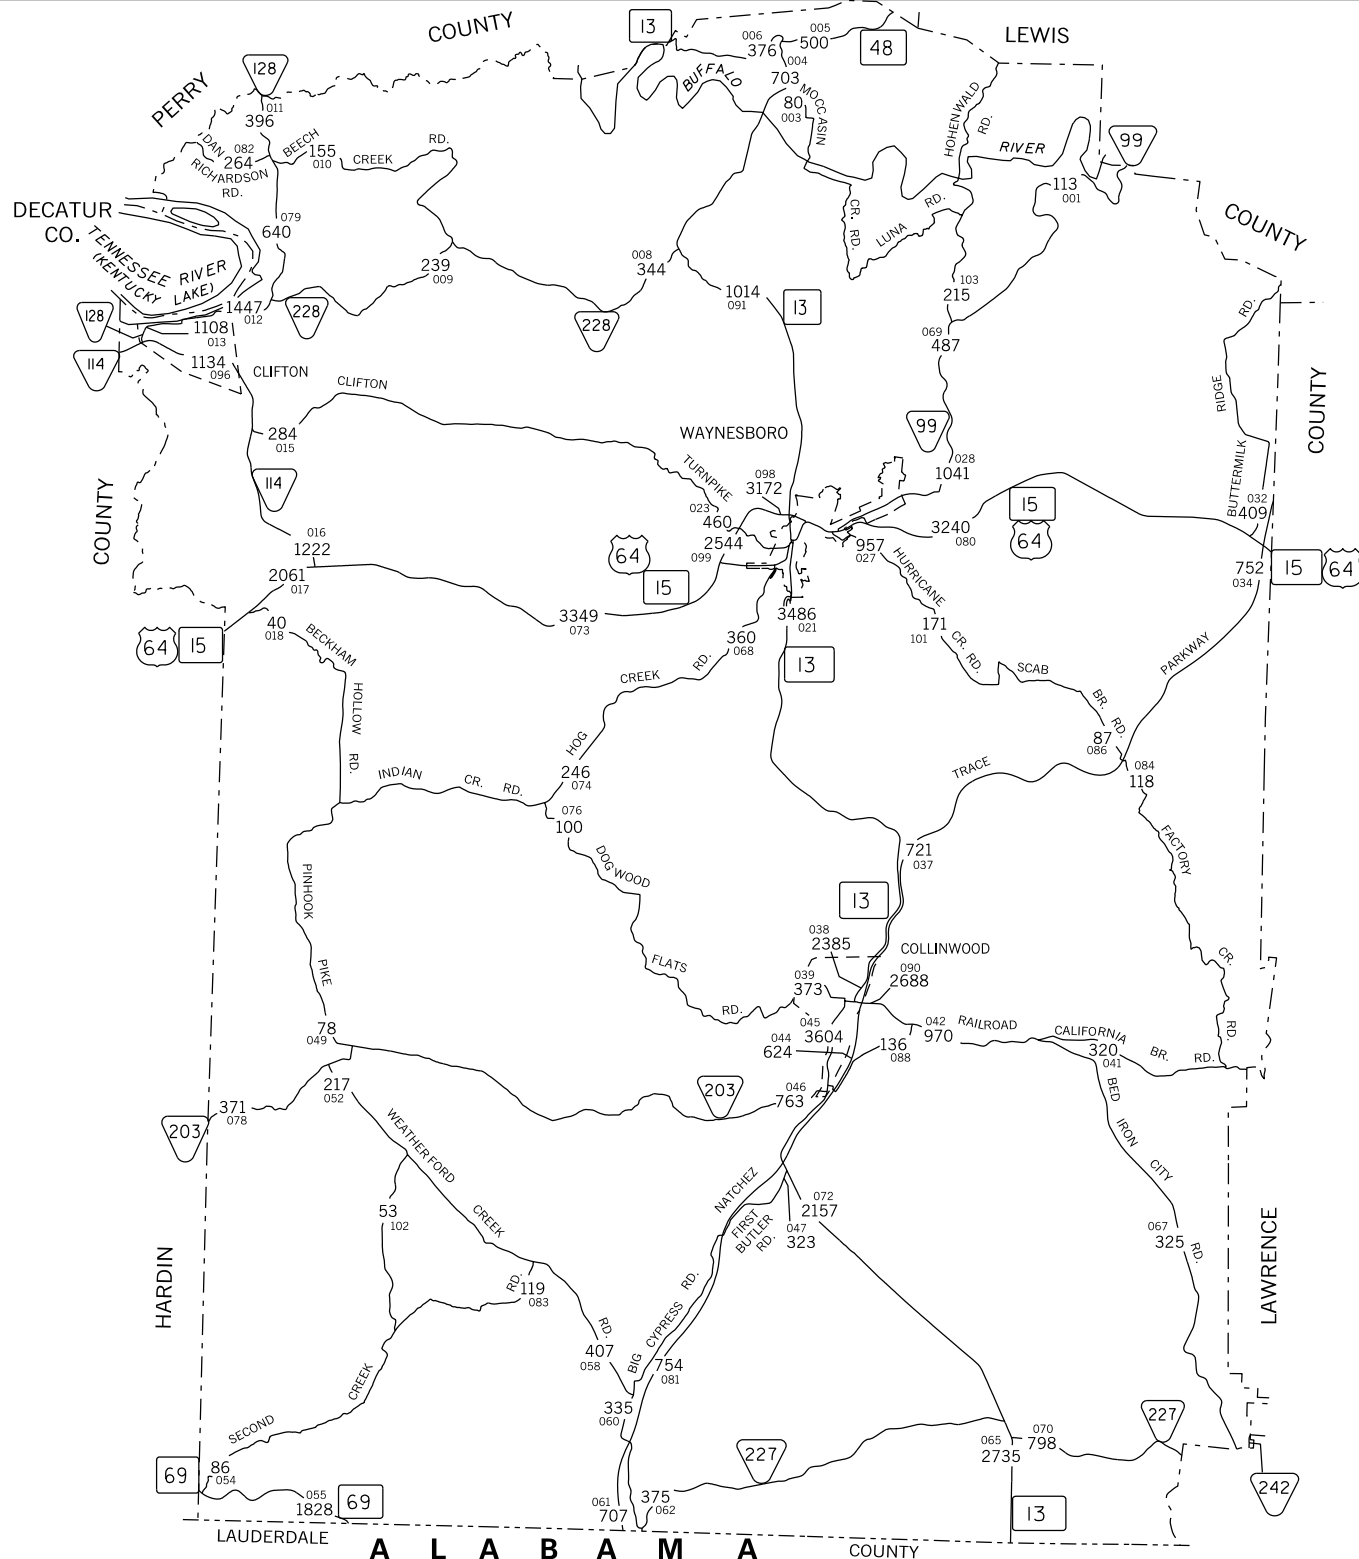 COUNTY
13
006
376
005
500
48
LEWIS
004
703
128
011
396
PERRY
BUFFALO
80
003
MOCCASIN
HOHENWALD
RD.
RIVER
99
DAN
RICHARDSON
RD.
082
264
BEECH
155
010
CREEK
RD.
113
001
DECATUR
CO.
TENNESSEE RIVER
(KENTUCKY LAKE)
079
640
CR. RD.
LUNA
RD.
COUNTY
239
009
008
344
1014
091
13
103
215
128
1447
012
1108
013
228
228
069
487
RD.
RIDGE
BUTTERMILK
COUNTY
114
1134
096
CLIFTON
CLIFTON
TURNPIKE
WAYNESBORO
99
284
015
114
098
3172
028
1041
032
409
COUNTY
023
460
2544
099
15
64
3240
080
016
1222
64
15
957
027
HURRICANE
752
034
15
64
2061
017
40
018
3349
073
3486
021
171
101
CR. RD.
64
15
BECKHAM
HOLLOW
RD.
360
068
13
CREEK
RD.
HOG
SCAB
BR. RD.
PARKWAY
87
086
084
118
246
074
INDIAN
CR.
RD.
TRACE
076
100
721
037
FACTORY
CR.
RD.
DOGWOOD
FLATS
RD.
PINHOOK
PIKE
13
038
2385
COLLINWOOD
039
373
090
2688
78
049
045
3604
044
624
136
088
042
970
RAILROAD
CALIFORNIA
BR.
RD.
320
041
217
052
046
763
203
371
078
203
BED
IRON
CITY
RD.
WEATHERFORD
CREEK
RD.
NATCHEZ
FIRST
BUTLER
RD.
53
102
072
2157
047
323
067
325
HARDIN
LAWRENCE
RD.
119
083
407
058
BIG CYPRESS RD.
754
081
SECOND
CREEK
335
060
227
070
798
227
065
2735
69
86
054
055
1828
69
061
707
375
062
13
242
LAUDERDALE
COUNTY
A L A B A M A